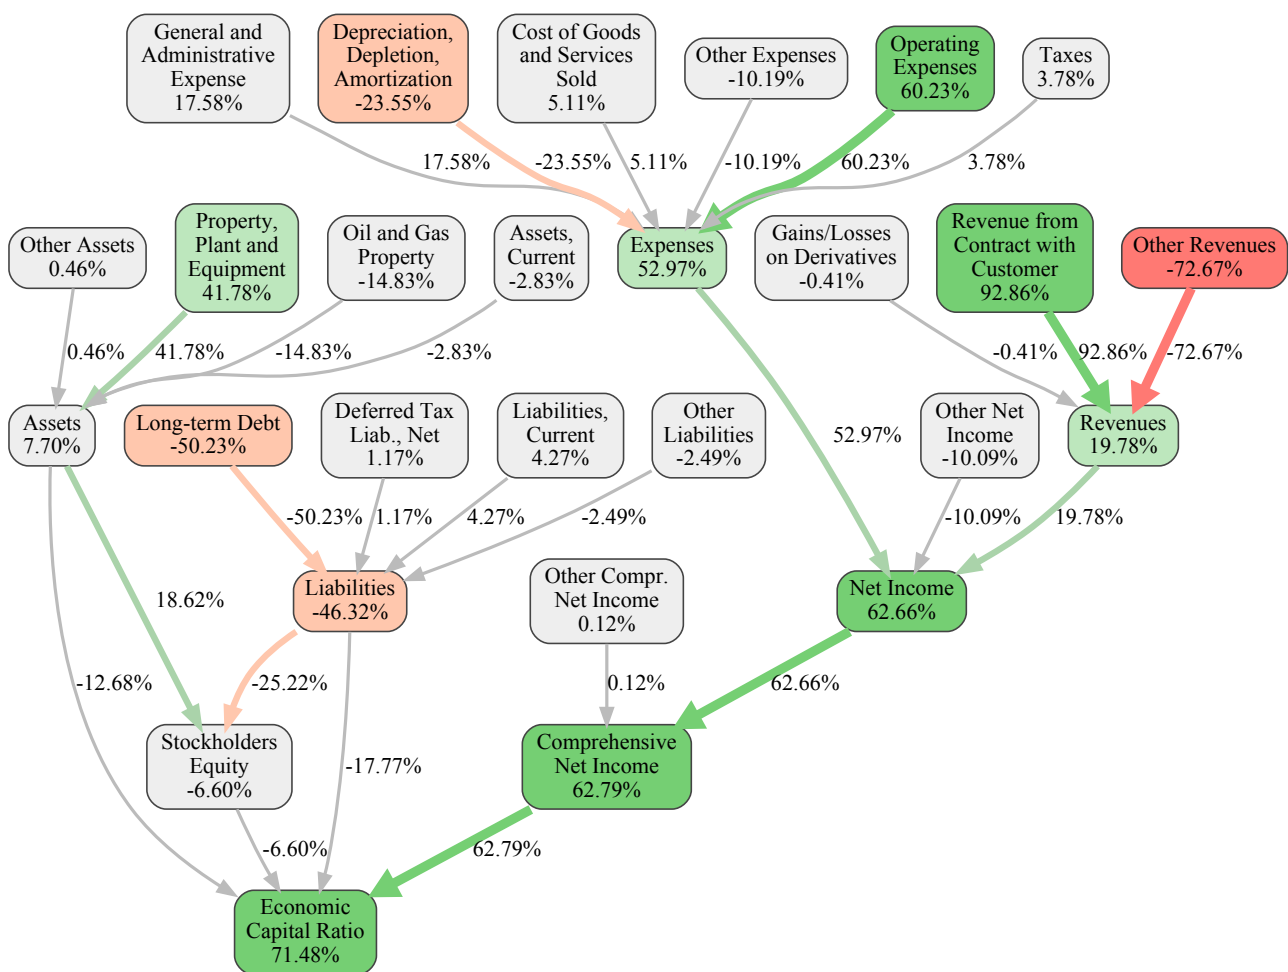 General and
Administrative
Expense
17.58%
Depreciation,
Depletion,
Amortization
-23.55%
Cost of Goods
and Services
Sold
5.11%
Other Expenses
-10.19%
Operating
Expenses
60.23%
Taxes
3.78%
17.58%
-23.55%
5.11%
-10.19%
60.23%
3.78%
Other Assets
0.46%
Property,
Plant and
Equipment
41.78%
Oil and Gas
Property
-14.83%
Assets,
Current
-2.83%
Expenses
52.97%
Gains/Losses
on Derivatives
-0.41%
Revenue from
Contract with
Customer
92.86%
Other Revenues
-72.67%
0.46%
41.78%
-14.83%
-2.83%
-0.41%
92.86%
-72.67%
Assets
7.70%
Long-term Debt
-50.23%
Deferred Tax
Liab., Net
1.17%
Liabilities,
Current
4.27%
Other
Liabilities
-2.49%
52.97%
Other Net
Income
-10.09%
Revenues
19.78%
-50.23%
1.17%
4.27%
-2.49%
-10.09%
19.78%
18.62%
Liabilities
-46.32%
Other Compr.
Net Income
0.12%
Net Income
62.66%
-12.68%
-25.22%
0.12%
62.66%
Stockholders
Equity
-6.60%
-17.77%
Comprehensive
Net Income
62.79%
-6.60%
62.79%
Economic
Capital Ratio
71.48%